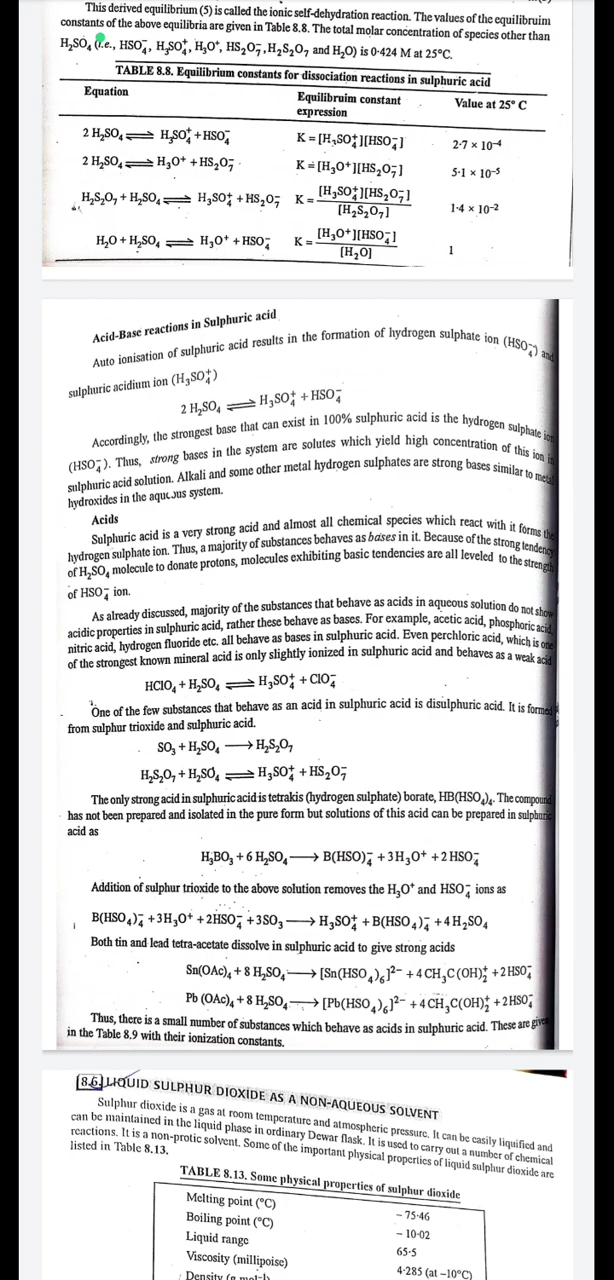 This derived equilibrium (5) is called the ionic self-dehydration reaction. The values of the equilibruim
constants of the above equilibria are given in Table 8.8. The total molar concentration of species other than
H₂SO₄ (i.e., HSO₄⁻, H₃SO₄⁺, H₃O⁺, HS₂O₇⁻, H₂S₂O₇ and H₂O) is 0·424 M at 25°C.
TABLE 8.8. Equilibrium constants for dissociation reactions in sulphuric acid
Equation Equilibruim constant expression Value at 25° C
2 H₂SO₄ ⇌ H₃SO₄⁺ + HSO₄⁻ K = [H₃SO₄⁺][HSO₄⁻] 2·7 × 10⁻⁴
2 H₂SO₄ ⇌ H₃O⁺ + HS₂O₇⁻ K = [H₃O⁺][HS₂O₇⁻] 5·1 × 10⁻⁵
H₂S₂O₇ + H₂SO₄ ⇌ H₃SO₄⁺ + HS₂O₇⁻ K = [H₃SO₄⁺][HS₂O₇⁻] / [H₂S₂O₇] 1·4 × 10⁻²
H₂O + H₂SO₄ ⇌ H₃O⁺ + HSO₄⁻ K = [H₃O⁺][HSO₄⁻] / [H₂O] 1
Acid-Base reactions in Sulphuric acid
Auto ionisation of sulphuric acid results in the formation of hydrogen sulphate ion (HSO₄⁻) and
sulphuric acidium ion (H₃SO₄⁺)
2 H₂SO₄ ⇌ H₃SO₄⁺ + HSO₄⁻
Accordingly, the strongest base that can exist in 100% sulphuric acid is the hydrogen sulphate ion
(HSO₄⁻). Thus, strong bases in the system are solutes which yield high concentration of this ion in
sulphuric acid solution. Alkali and some other metal hydrogen sulphates are strong bases similar to metal
hydroxides in the aqueous system.
Acids
Sulphuric acid is a very strong acid and almost all chemical species which react with it forms the
hydrogen sulphate ion. Thus, a majority of substances behaves as bases in it. Because of the strong tendency
of H₂SO₄ molecule to donate protons, molecules exhibiting basic tendencies are all leveled to the strength
of HSO₄⁻ ion.
As already discussed, majority of the substances that behave as acids in aqueous solution do not show
acidic properties in sulphuric acid, rather these behave as bases. For example, acetic acid, phosphoric acid,
nitric acid, hydrogen fluoride etc. all behave as bases in sulphuric acid. Even perchloric acid, which is one
of the strongest known mineral acid is only slightly ionized in sulphuric acid and behaves as a weak acid
HClO₄ + H₂SO₄ ⇌ H₃SO₄⁺ + ClO₄⁻
One of the few substances that behave as an acid in sulphuric acid is disulphuric acid. It is formed
from sulphur trioxide and sulphuric acid.
SO₃ + H₂SO₄ ⟶ H₂S₂O₇
H₂S₂O₇ + H₂SO₄ ⇌ H₃SO₄⁺ + HS₂O₇⁻
The only strong acid in sulphuric acid is tetrakis (hydrogen sulphate) borate, HB(HSO₄)₄. The compound
has not been prepared and isolated in the pure form but solutions of this acid can be prepared in sulphuric
acid as
H₃BO₃ + 6 H₂SO₄ ⟶ B(HSO)₄⁻ + 3H₃O⁺ + 2 HSO₄⁻
Addition of sulphur trioxide to the above solution removes the H₃O⁺ and HSO₄⁻ ions as
B(HSO₄)₄⁻ + 3H₃O⁺ + 2HSO₄⁻ + 3SO₃ ⟶ H₃SO₄⁺ + B(HSO₄)₄⁻ + 4 H₂SO₄
Both tin and lead tetra-acetate dissolve in sulphuric acid to give strong acids
Sn(OAc)₄ + 8 H₂SO₄ ⟶ [Sn(HSO₄)₆]²⁻ + 4 CH₃C(OH)₂⁺ + 2 HSO₄⁻
Pb (OAc)₄ + 8 H₂SO₄ ⟶ [Pb(HSO₄)₆]²⁻ + 4 CH₃C(OH)₂⁺ + 2 HSO₄⁻
Thus, there is a small number of substances which behave as acids in sulphuric acid. These are given
in the Table 8.9 with their ionization constants.
8.6 LIQUID SULPHUR DIOXIDE AS A NON-AQUEOUS SOLVENT
Sulphur dioxide is a gas at room temperature and atmospheric pressure. It can be easily liquified and
can be maintained in the liquid phase in ordinary Dewar flask. It is used to carry out a number of chemical
reactions. It is a non-protic solvent. Some of the important physical properties of liquid sulphur dioxide are
listed in Table 8.13.
TABLE 8.13. Some physical properties of sulphur dioxide
Melting point (°C) – 75·46
Boiling point (°C) – 10·02
Liquid range 65·5
Viscosity (millipoise) 4·285 (at –10°C)
Density (g mol⁻¹)